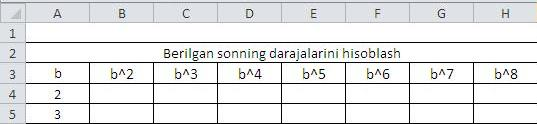 A B C D E F G H
1
2 Berilgan sonning darajalarini hisoblash
3 b b^2 b^3 b^4 b^5 b^6 b^7 b^8
4 2
5 3